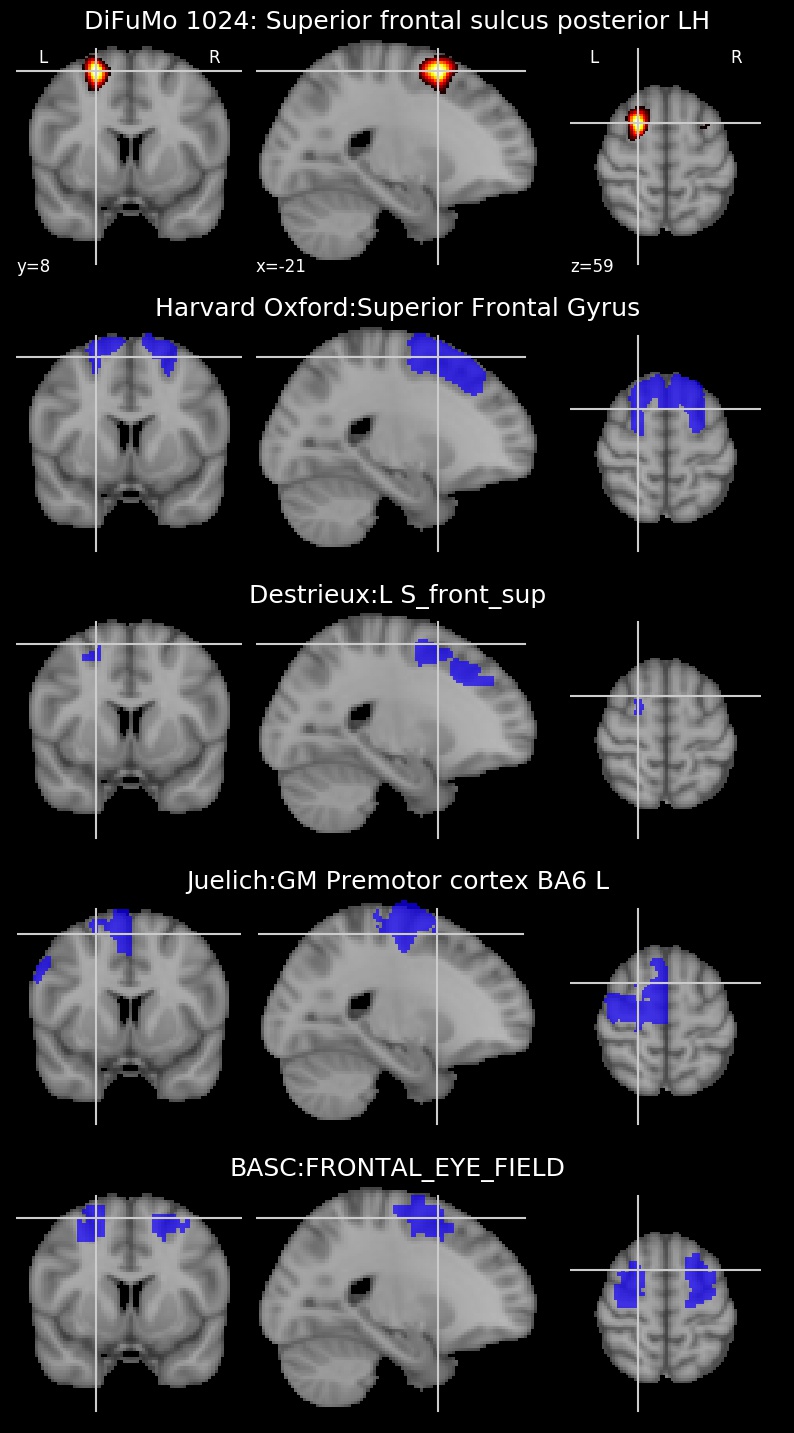 DiFuMo 1024: Superior frontal sulcus posterior LH
L R L R
y=8 x=-21 z=59
Harvard Oxford:Superior Frontal Gyrus
Destrieux:L S_front_sup
Juelich:GM Premotor cortex BA6 L
BASC:FRONTAL_EYE_FIELD